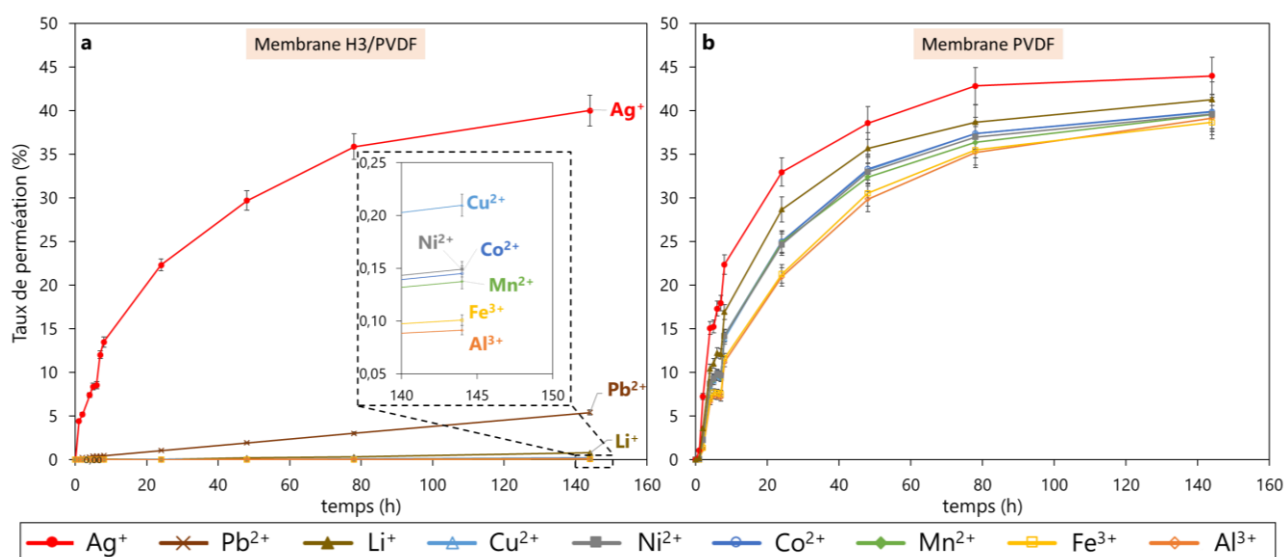 a
Membrane H3/PVDF
Taux de perméation (%)
50
45
40
35
30
25
20
15
10
5
0
0 20 40 60 80 100 120 140 160
temps (h)
Ag⁺
Pb²⁺
Li⁺
0,25
0,20
0,15
0,10
0,05
140 145 150
Cu²⁺
Ni²⁺
Co²⁺
Mn²⁺
Fe³⁺
Al³⁺
b
Membrane PVDF
50
45
40
35
30
25
20
15
10
5
0
0 20 40 60 80 100 120 140 160
temps (h)
Ag⁺ Pb²⁺ Li⁺ Cu²⁺ Ni²⁺ Co²⁺ Mn²⁺ Fe³⁺ Al³⁺